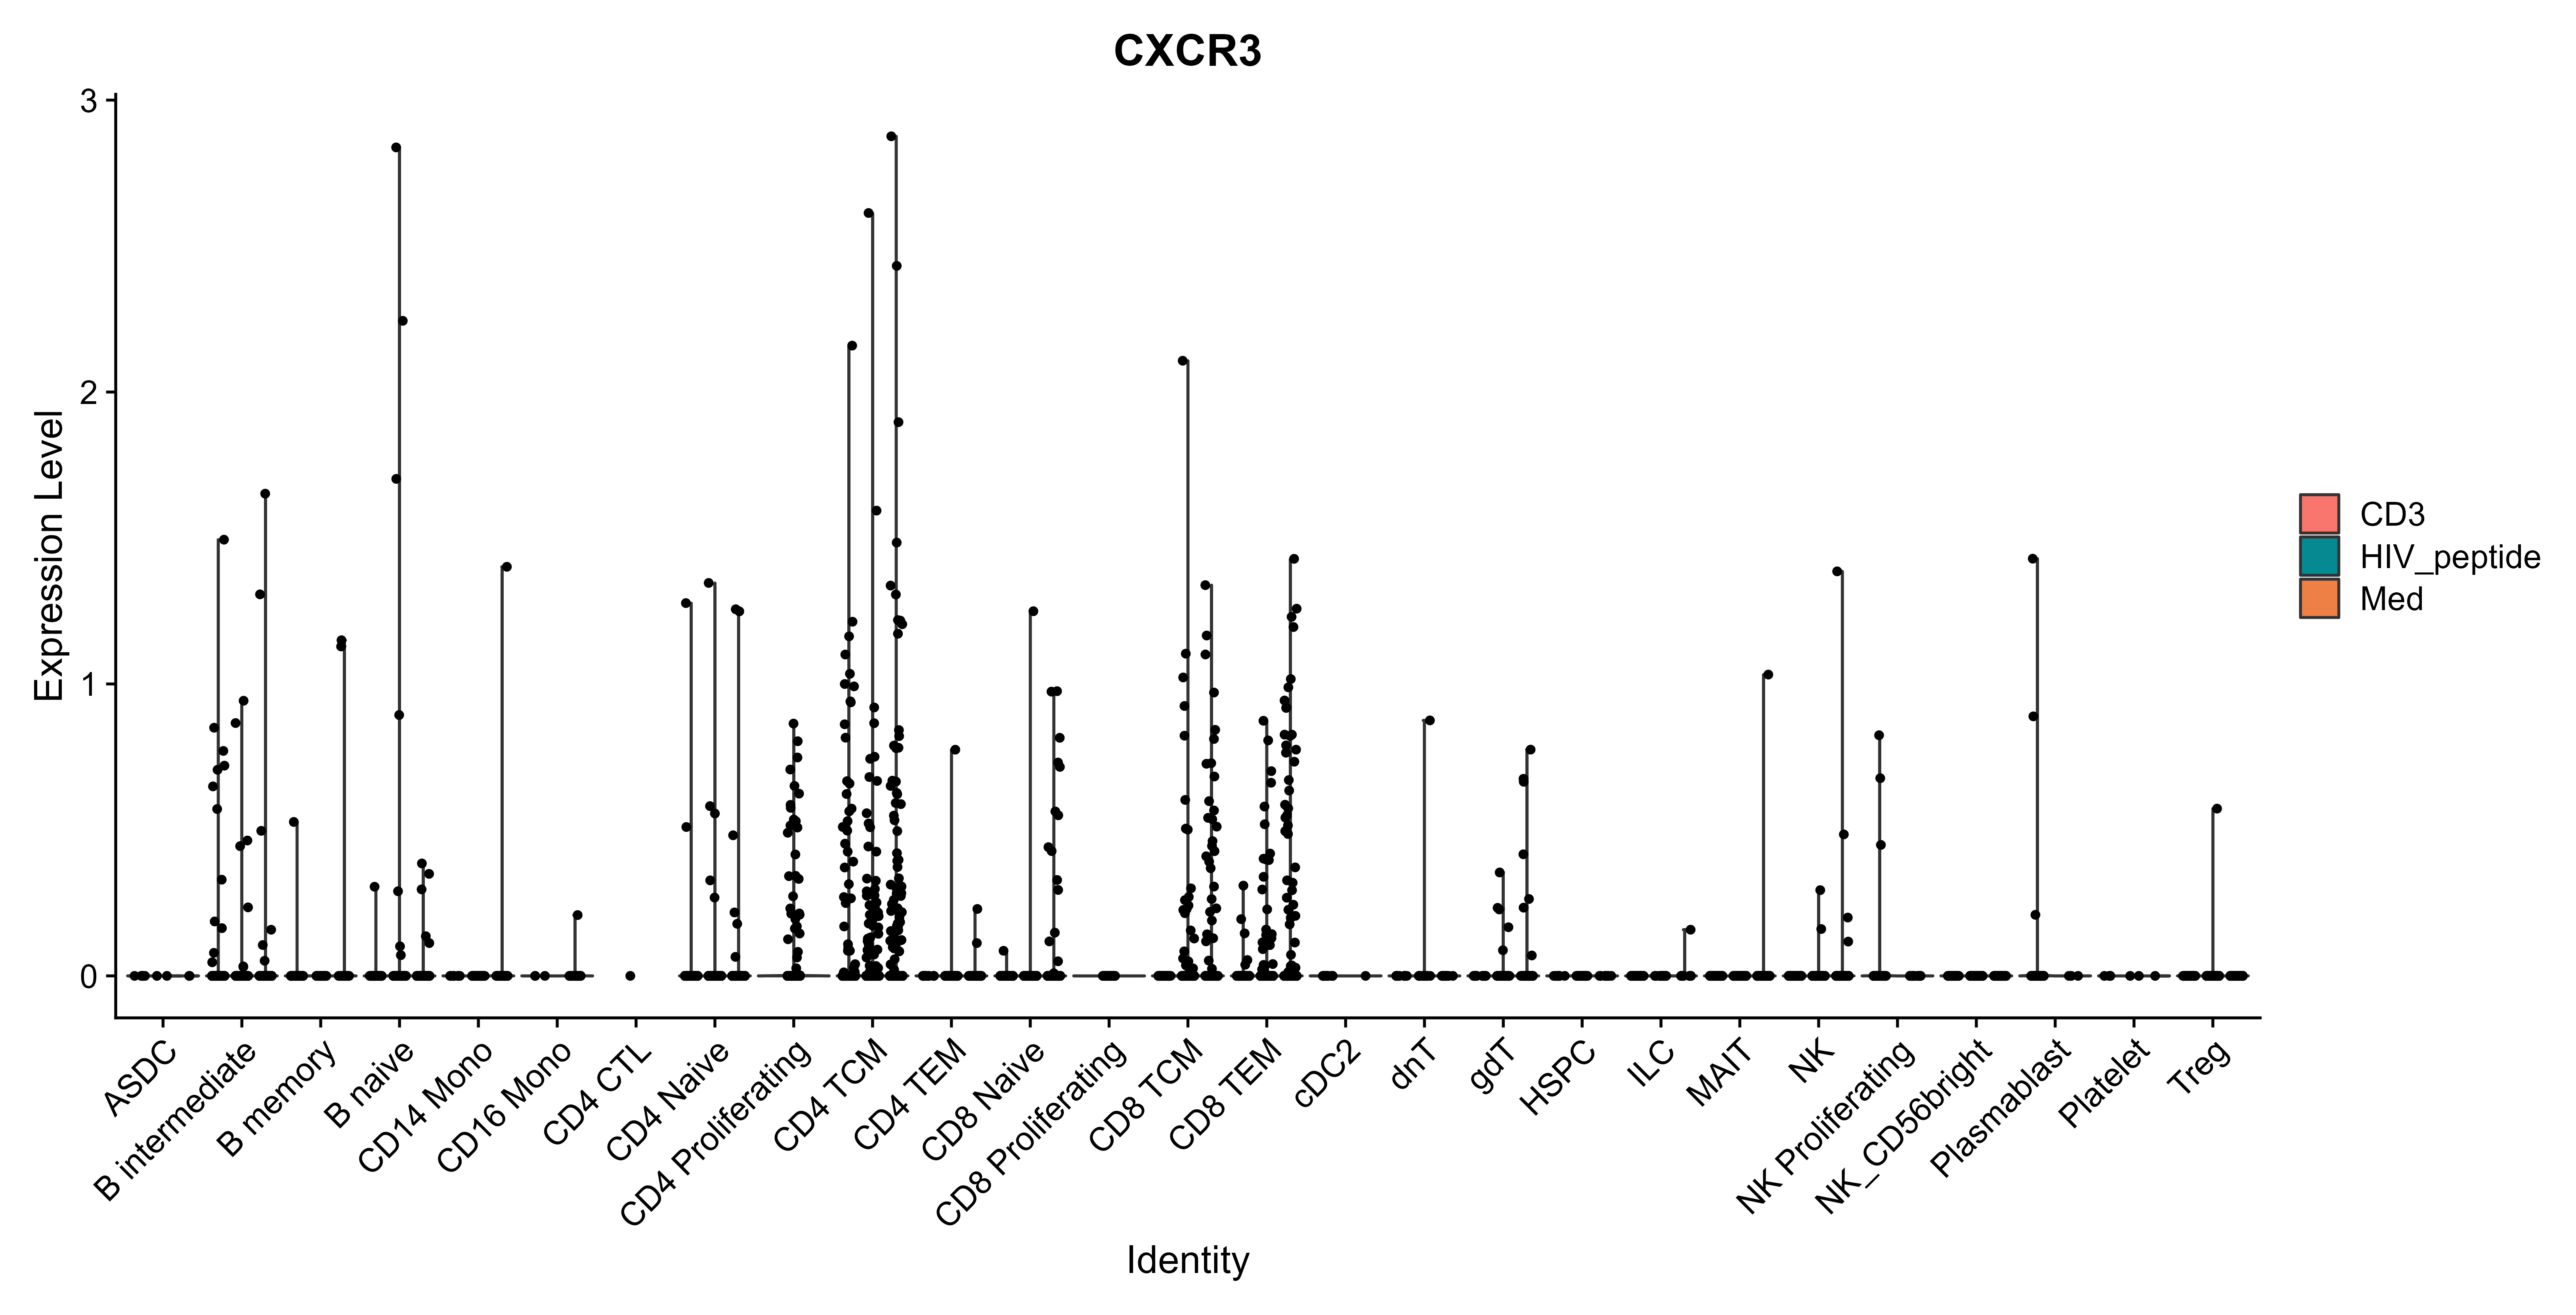 CXCR3
Expression Level
3
2
1
0
ASDC
B intermediate
B memory
B naive
CD14 Mono
CD16 Mono
CD4 CTL
CD4 Naive
CD4 Proliferating
CD4 TCM
CD4 TEM
CD8 Naive
CD8 Proliferating
CD8 TCM
CD8 TEM
cDC2
dnT
gdT
HSPC
ILC
MAIT
NK
NK Proliferating
NK_CD56bright
Plasmablast
Platelet
Treg
Identity
CD3
HIV_peptide
Med